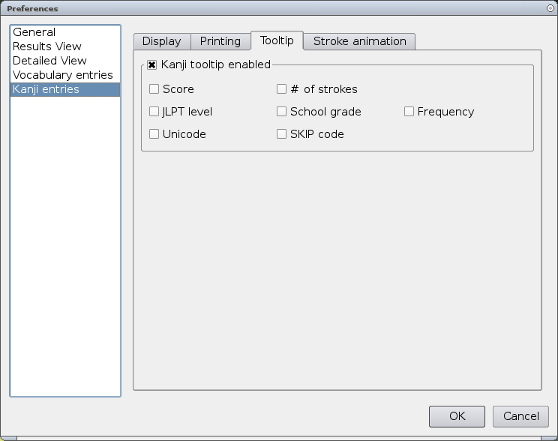 Preferences
General
Results View
Detailed View
Vocabulary entries
Kanji entries
Display Printing Tooltip Stroke animation
Kanji tooltip enabled
Score # of strokes
JLPT level School grade Frequency
Unicode SKIP code
OK Cancel